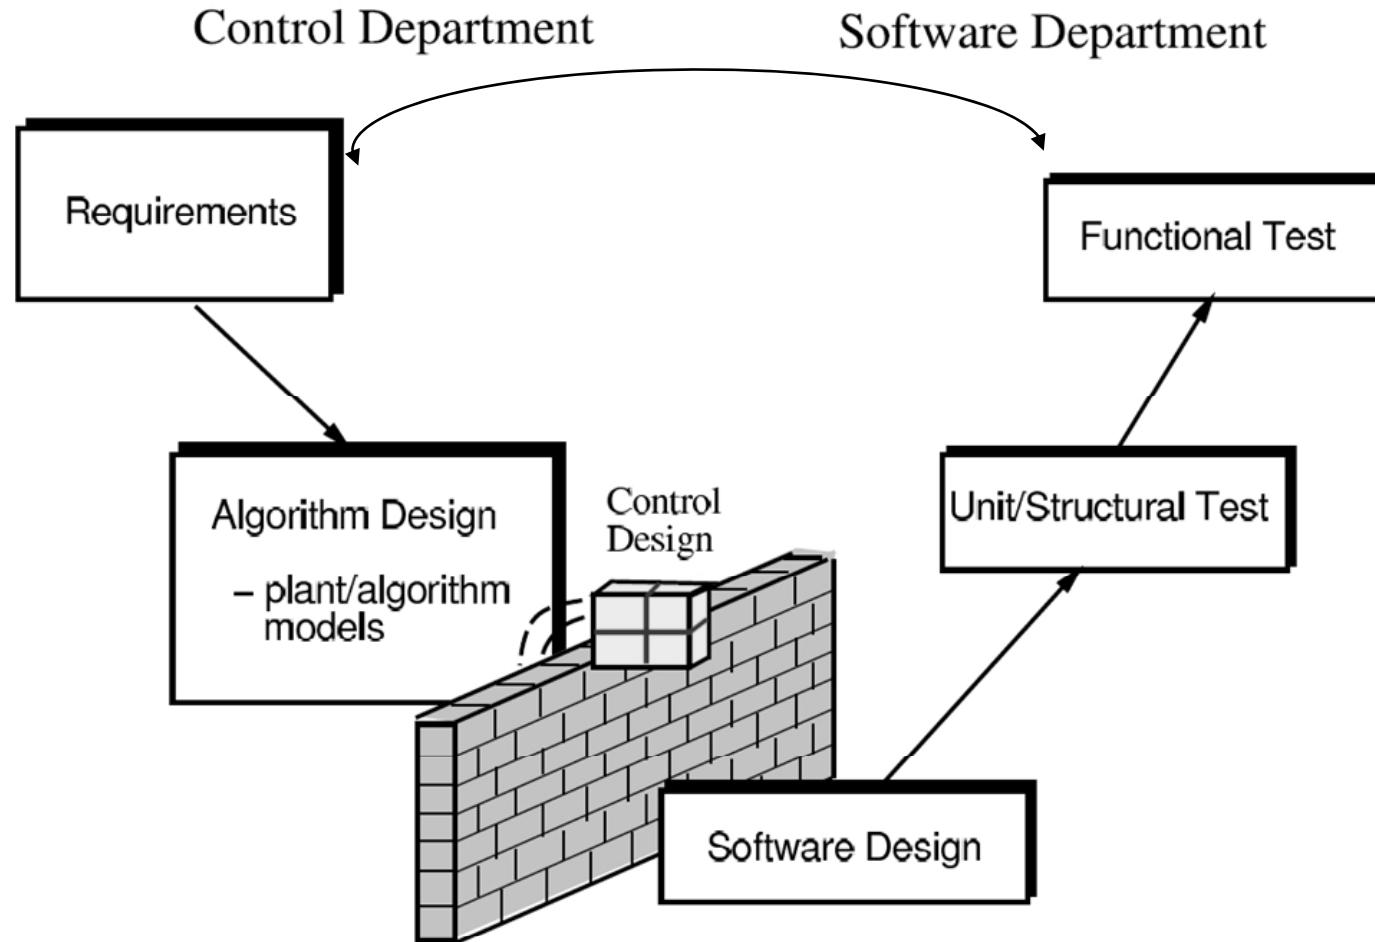 Control Department
Software Department
Requirements
Functional Test
Algorithm Design
– plant/algorithm
models
Control
Design
Unit/Structural Test
Software Design